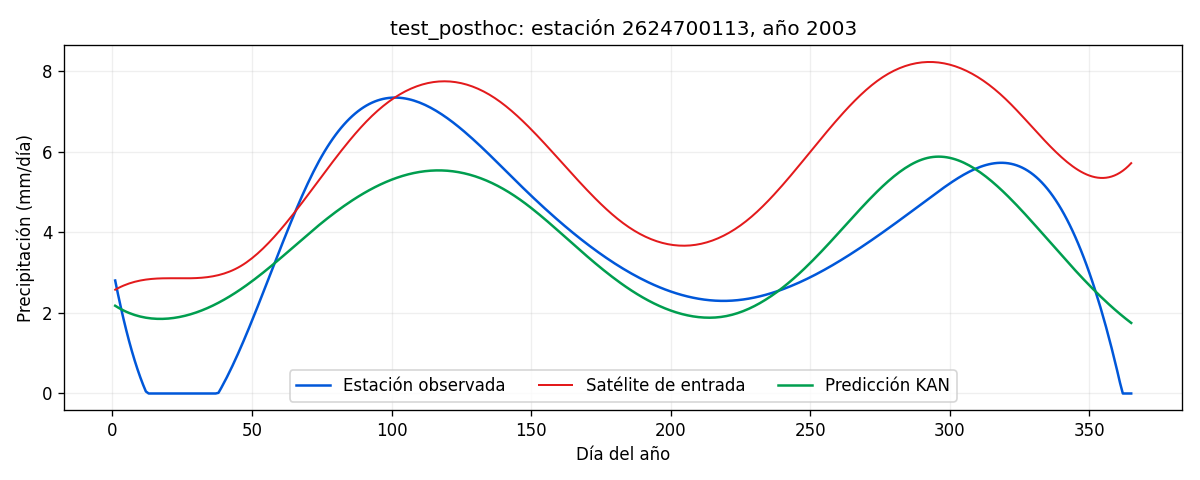 test_posthoc: estación 2624700113, año 2003
Precipitación (mm/día)
8
6
4
2
0
Estación observada
Satélite de entrada
Predicción KAN
0 50 100 150 200 250 300 350
Día del año